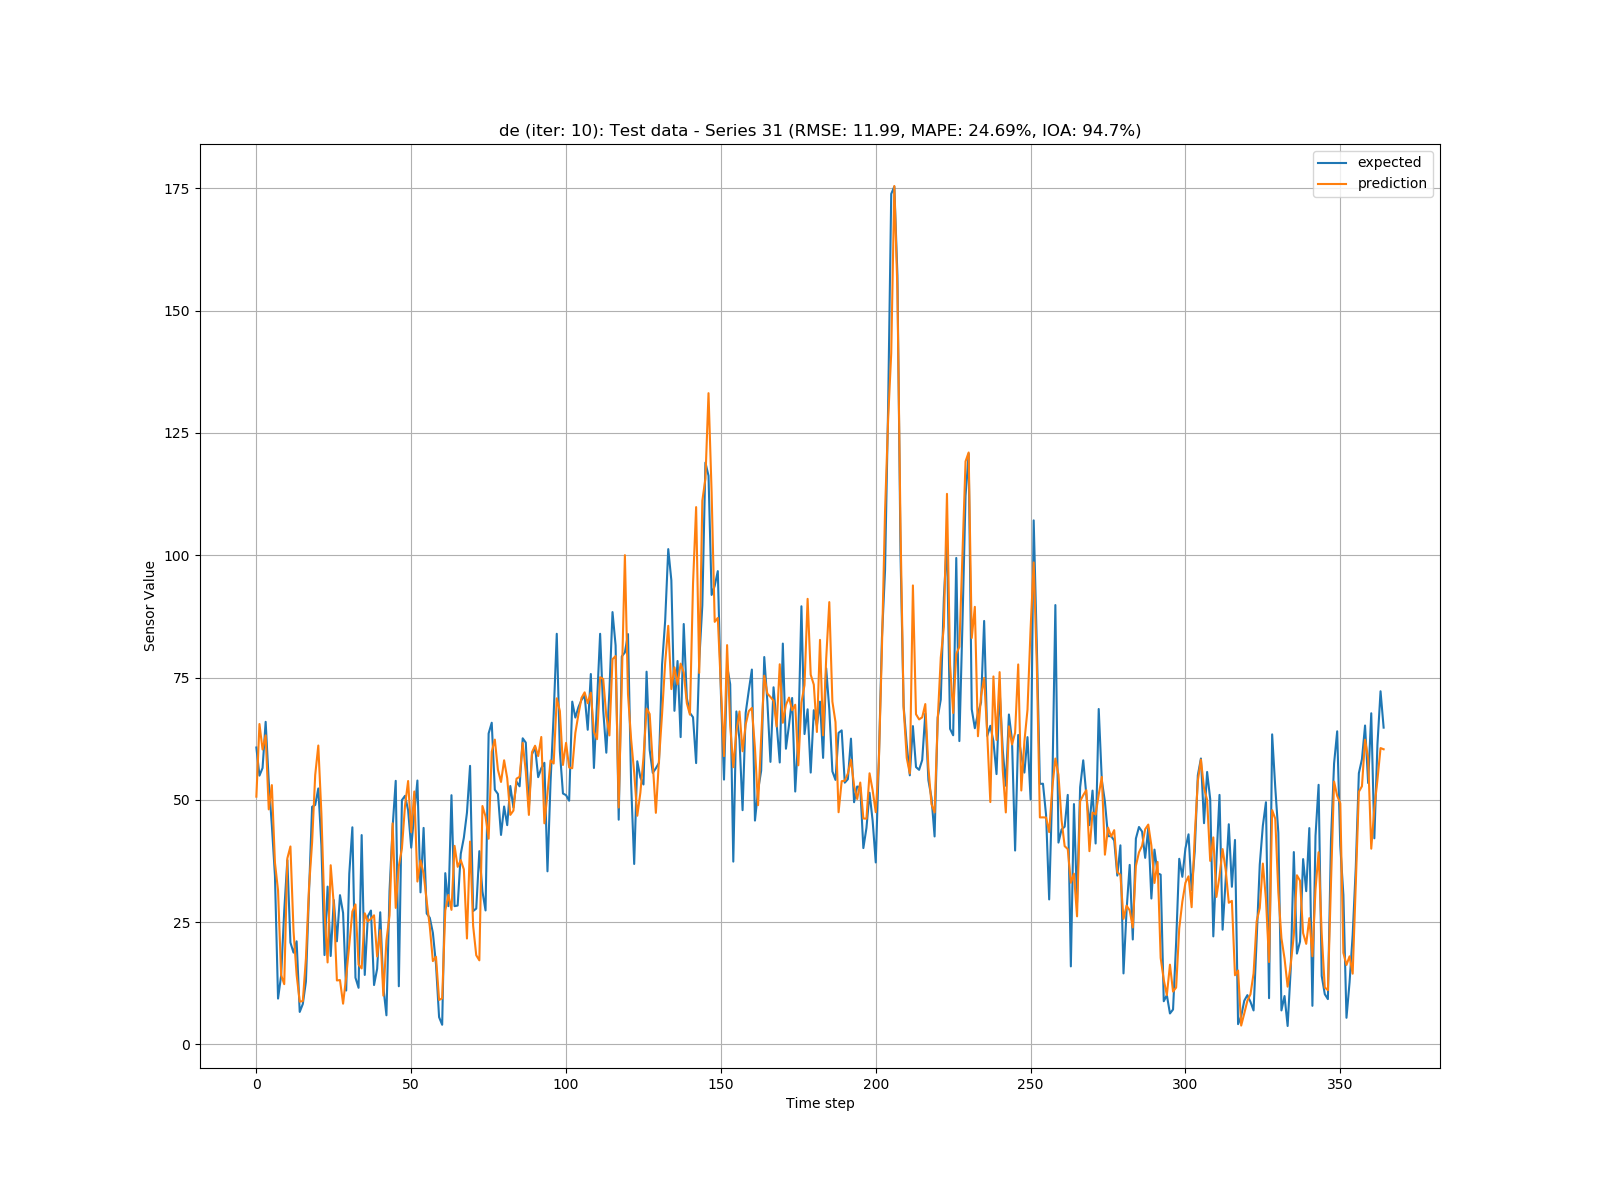 de (iter: 10): Test data - Series 31 (RMSE: 11.99, MAPE: 24.69%, IOA: 94.7%)
expected
prediction
175
150
125
100
75
50
25
0
Sensor Value
0 50 100 150 200 250 300 350
Time step